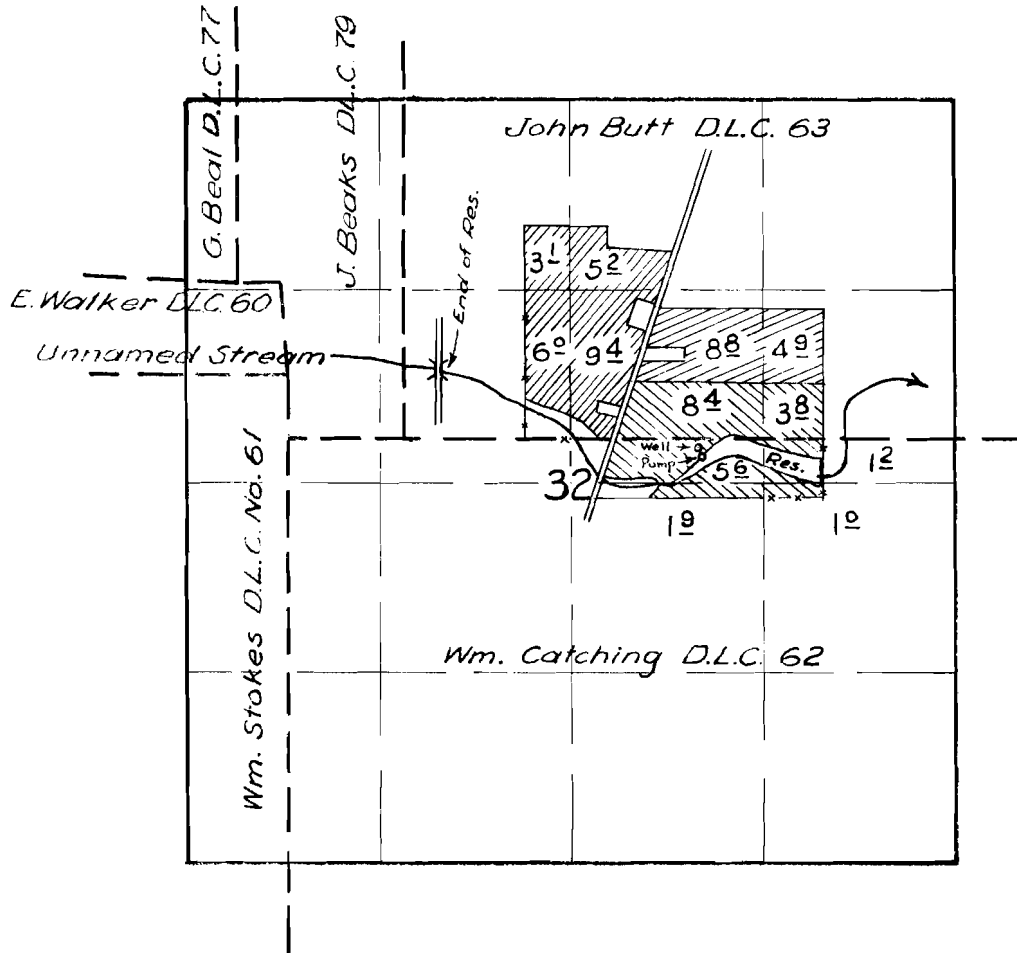 G. Beal D.L.C. 77
J. Beaks D.L.C. 79
John Butt D.L.C. 63
End of Res.
E. Walker D.L.C. 60
Unnamed Stream
3 1
5 2
6 0
9 4
8 8
4 9
8 4
3 8
Well
Pump
5 6
Res.
1 2
32
1 9
1 0
Wm. Stokes D.L.C. No. 61
Wm. Catching D.L.C. 62